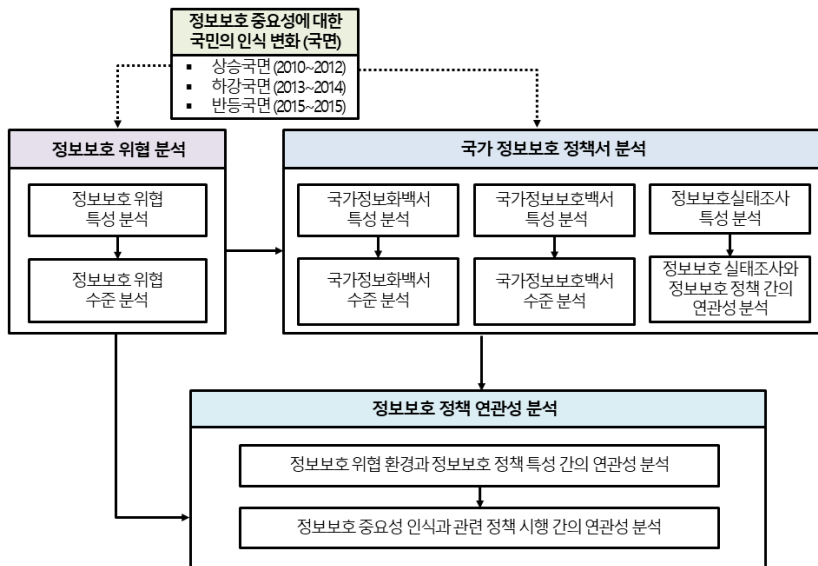 정보보호 중요성에 대한
국민의 인식 변화 (국면)
▪ 상승국면 (2010~2012)
▪ 하강국면 (2013~2014)
▪ 반등국면 (2015~2015)
정보보호 위협 분석
정보보호 위협
특성 분석
정보보호 위협
수준 분석
국가 정보보호 정책서 분석
국가정보화백서
특성 분석
국가정보화백서
수준 분석
국가정보보호백서
특성 분석
국가정보보호백서
수준 분석
정보보호실태조사
특성 분석
정보보호 실태조사와
정보보호 정책 간의
연관성 분석
정보보호 정책 연관성 분석
정보보호 위협 환경과 정보보호 정책 특성 간의 연관성 분석
정보보호 중요성 인식과 관련 정책 시행 간의 연관성 분석